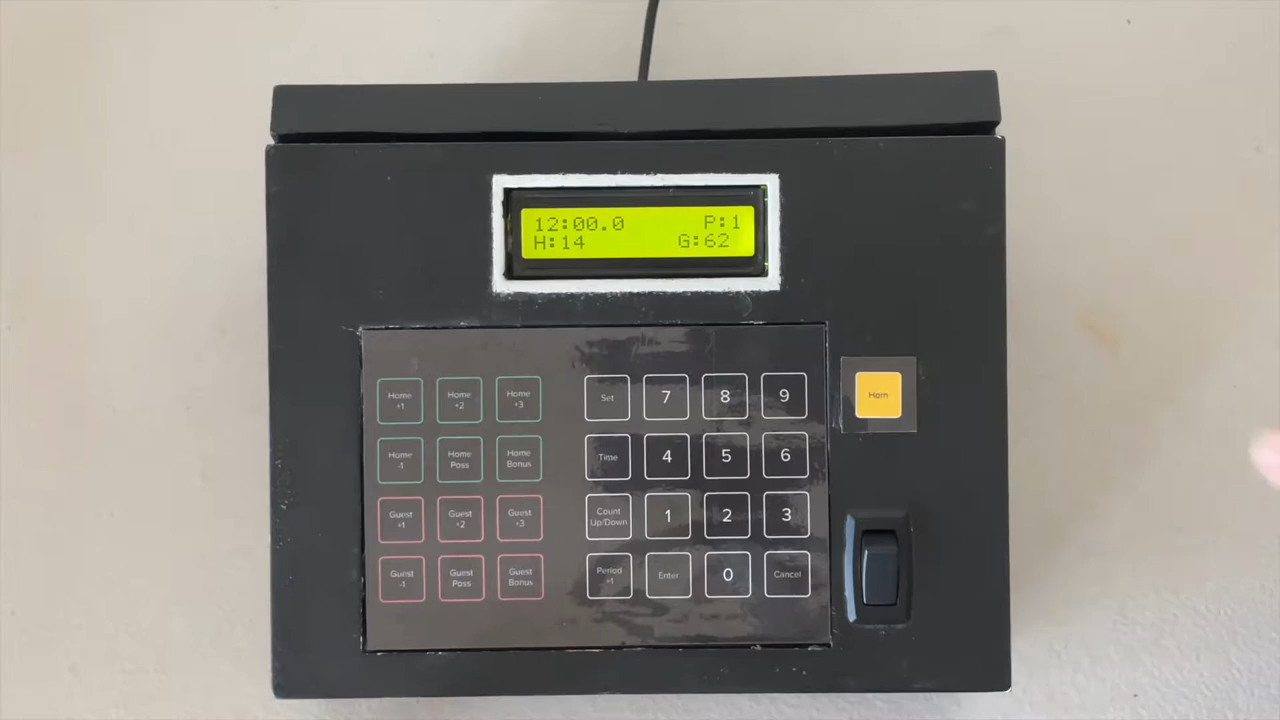 12:00.0 P:1
H:14 G:62
Home +1
Home +2
Home +3
Set
7
8
9
Horn
Home -1
Home Poss
Home Bonus
Time
4
5
6
Guest +1
Guest +2
Guest +3
Count Up/Down
1
2
3
Guest -1
Guest Poss
Guest Bonus
Period +1
Enter
0
Cancel